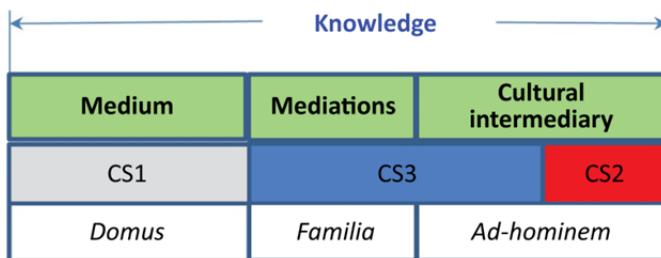 Knowledge
Medium Mediations Cultural
intermediary
CS1 CS3 CS2
Domus Familia Ad-hominem